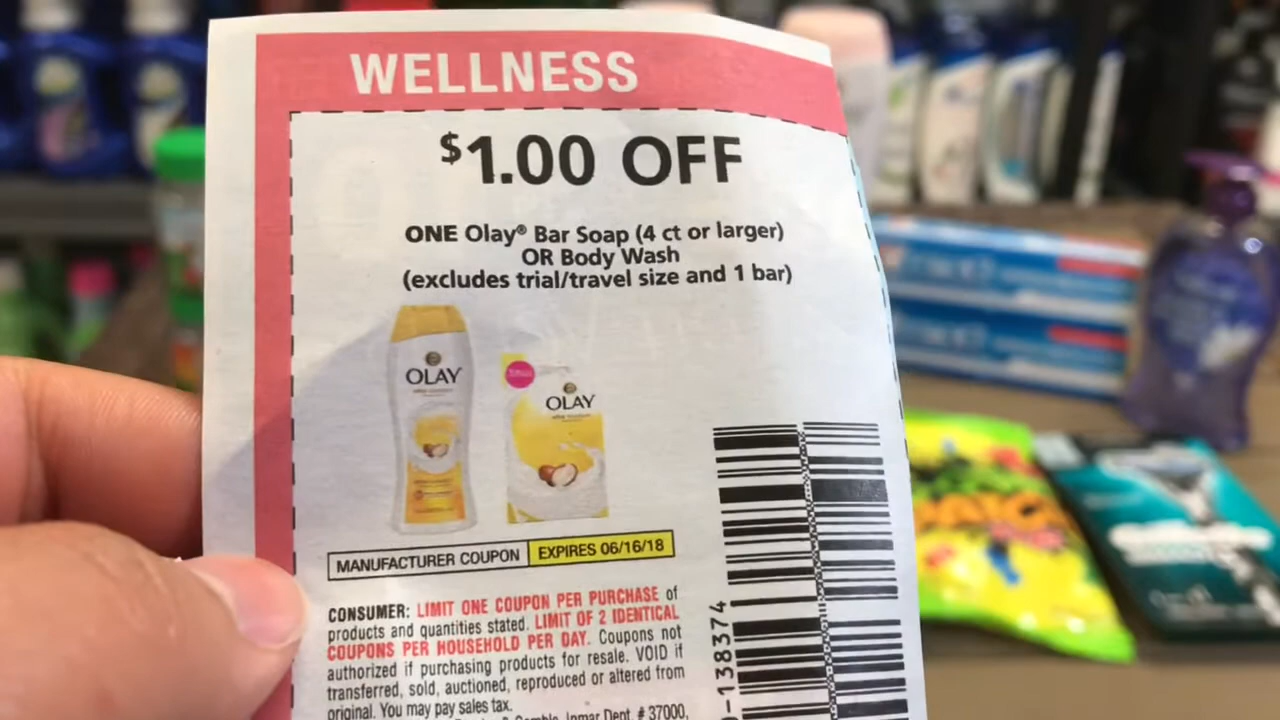 WELLNESS
$1.00 OFF
ONE Olay® Bar Soap (4 ct or larger)
OR Body Wash
(excludes trial/travel size and 1 bar)
OLAY
OLAY
MANUFACTURER COUPON EXPIRES 06/16/18
CONSUMER: LIMIT ONE COUPON PER PURCHASE of
products and quantities stated. LIMIT OF 2 IDENTICAL
COUPONS PER HOUSEHOLD PER DAY. Coupons not
authorized if purchasing products for resale. VOID if
transferred, sold, auctioned, reproduced or altered from
original. You may pay sales tax.
Inmar Dept. # 37000,
-138374